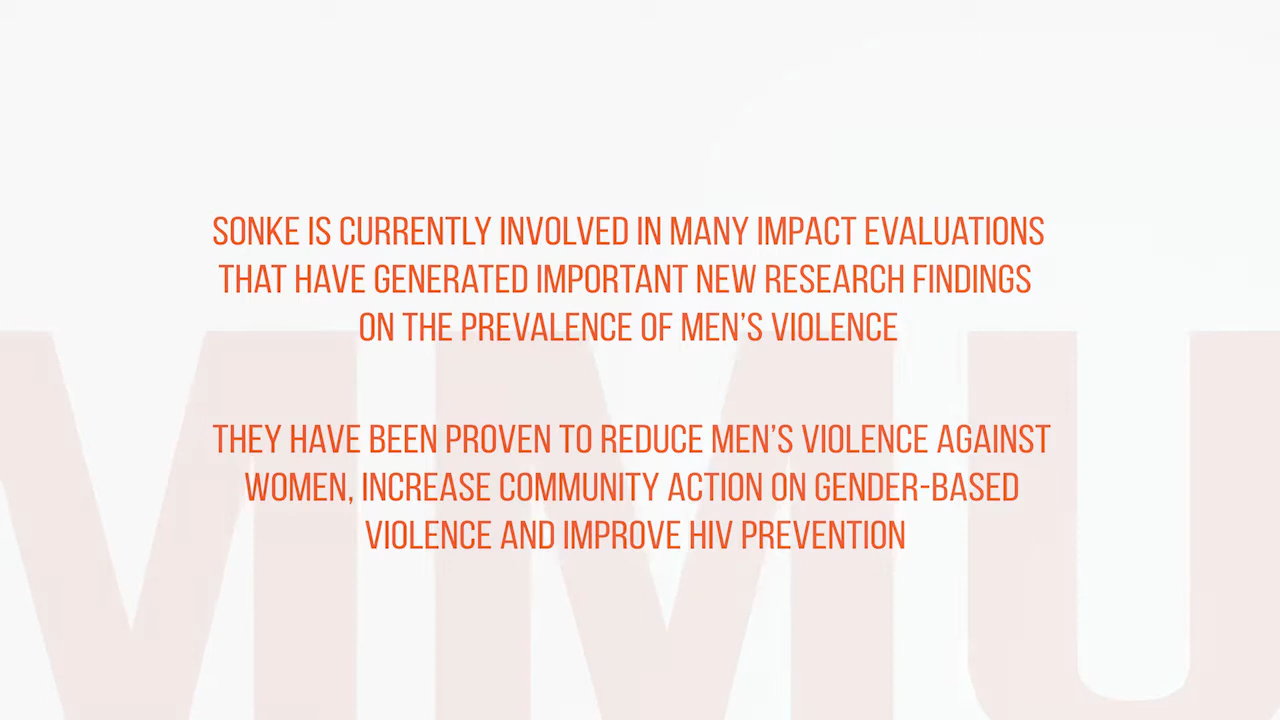 SONKE IS CURRENTLY INVOLVED IN MANY IMPACT EVALUATIONS
THAT HAVE GENERATED IMPORTANT NEW RESEARCH FINDINGS
ON THE PREVALENCE OF MEN’S VIOLENCE
THEY HAVE BEEN PROVEN TO REDUCE MEN’S VIOLENCE AGAINST
WOMEN, INCREASE COMMUNITY ACTION ON GENDER-BASED
VIOLENCE AND IMPROVE HIV PREVENTION
MMU